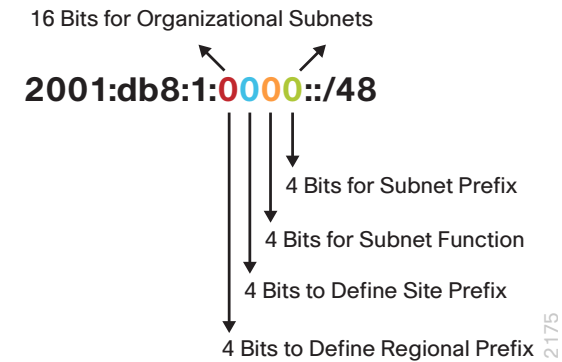 16 Bits for Organizational Subnets
2001:db8:1:0000::/48
4 Bits for Subnet Prefix
4 Bits for Subnet Function
4 Bits to Define Site Prefix
4 Bits to Define Regional Prefix
2175